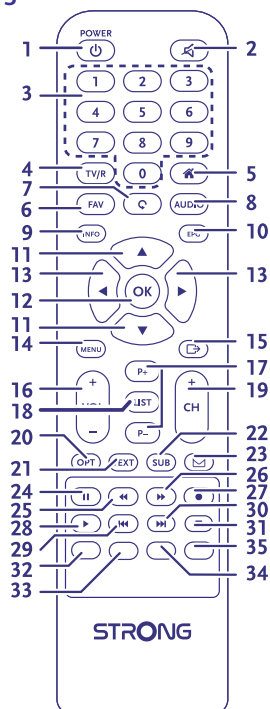 POWER
1 2
1 2 3
3
4 5 6
7 8 9
4 TV/R 0 5
7
6 FAV AUDIO 8
9 INFO EPG 10
11
13 13
12 OK
11
14 MENU 15
P+ 17
16 + + 19
VOL CH
18 LIST
P–
– –
20 22
OPT TEXT SUB 23
21 26
24 27
25 30
28 31
29 35
32 34
33
STRONG